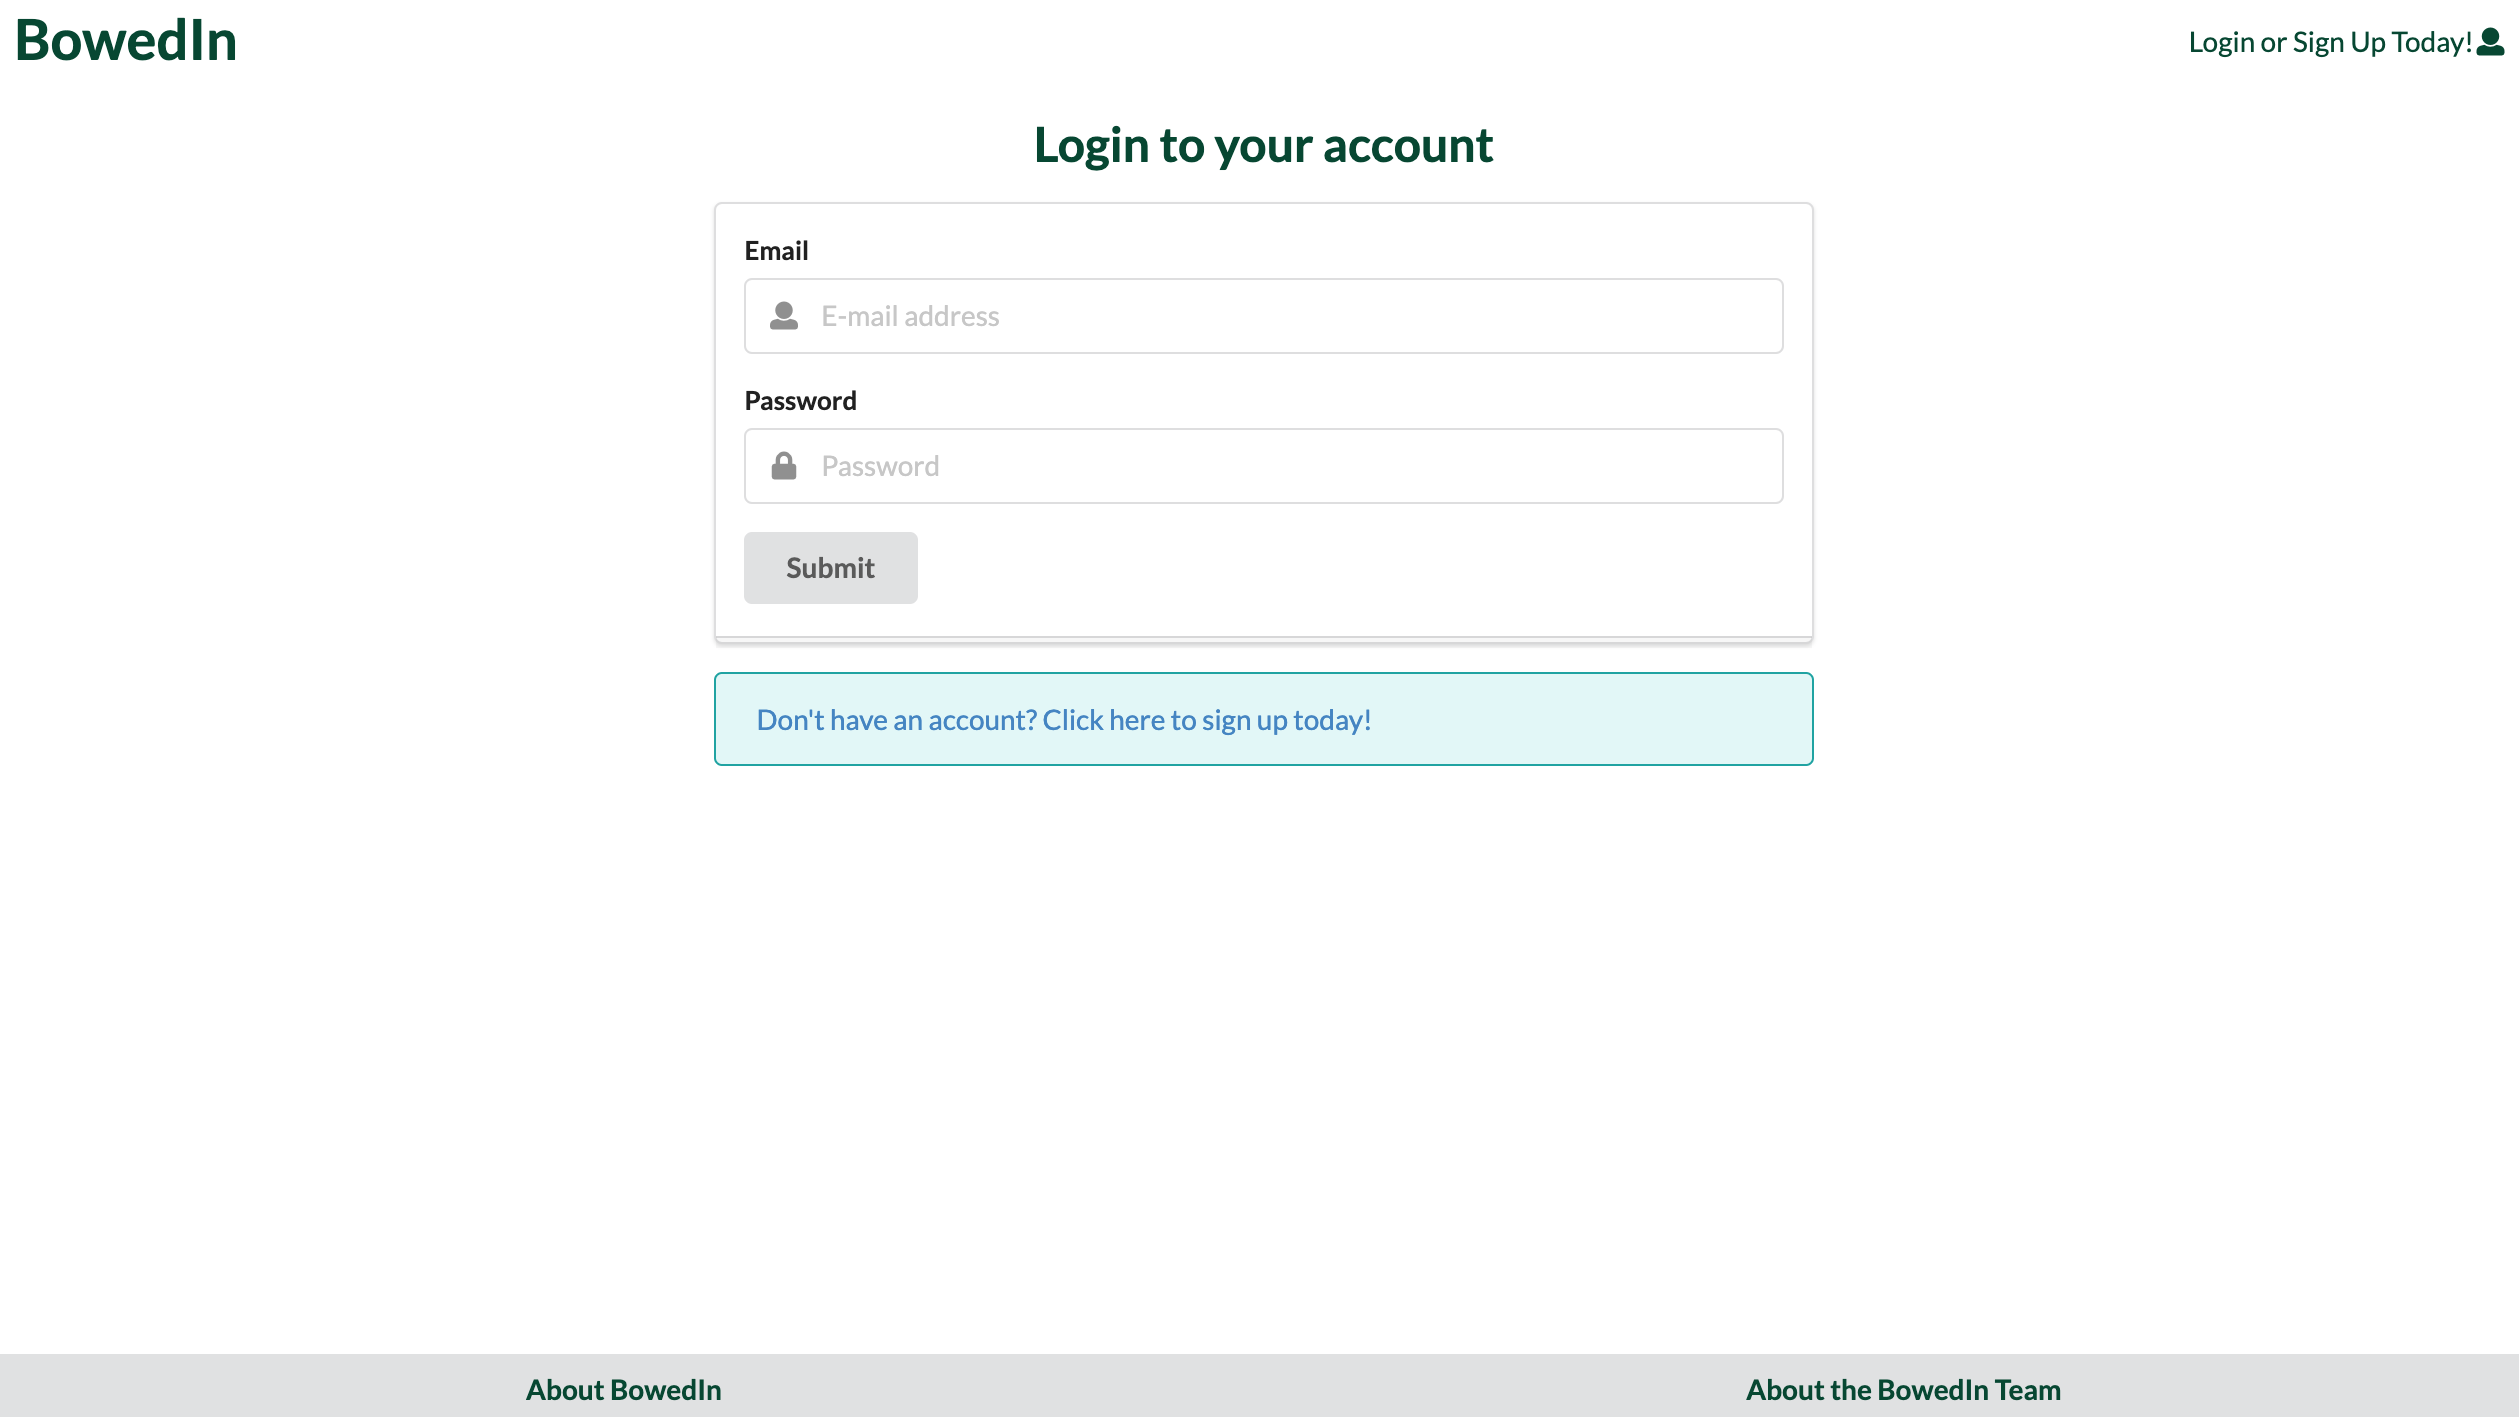 BowedIn
Login or Sign Up Today!
Login to your account
Email
E-mail address
Password
Password
Submit
Don't have an account? Click here to sign up today!
About BowedIn
About the BowedIn Team